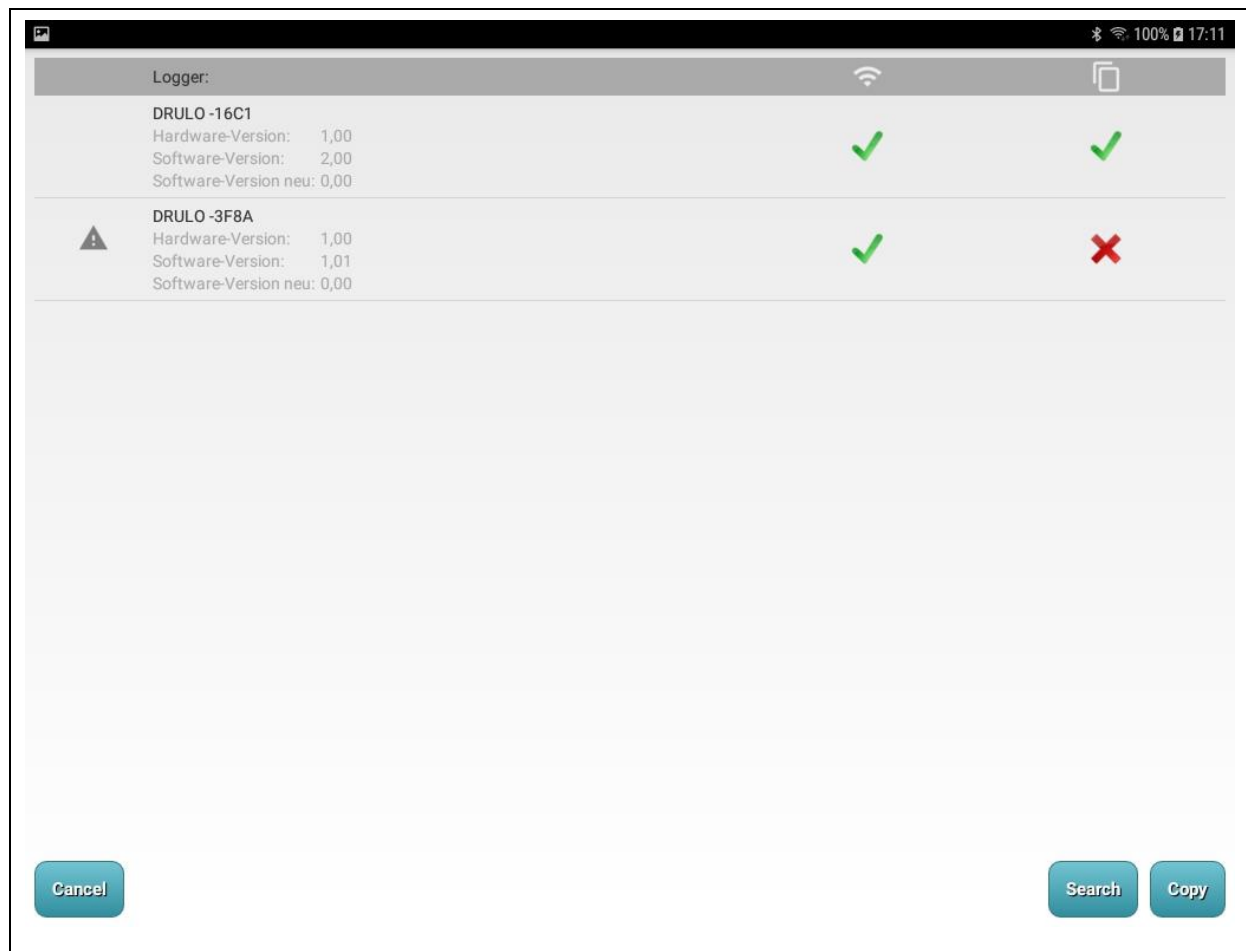 100% 17:11
Logger:
DRULO -16C1
Hardware-Version: 1,00
Software-Version: 2,00
Software-Version neu: 0,00
DRULO -3F8A
Hardware-Version: 1,00
Software-Version: 1,01
Software-Version neu: 0,00
Cancel
Search
Copy